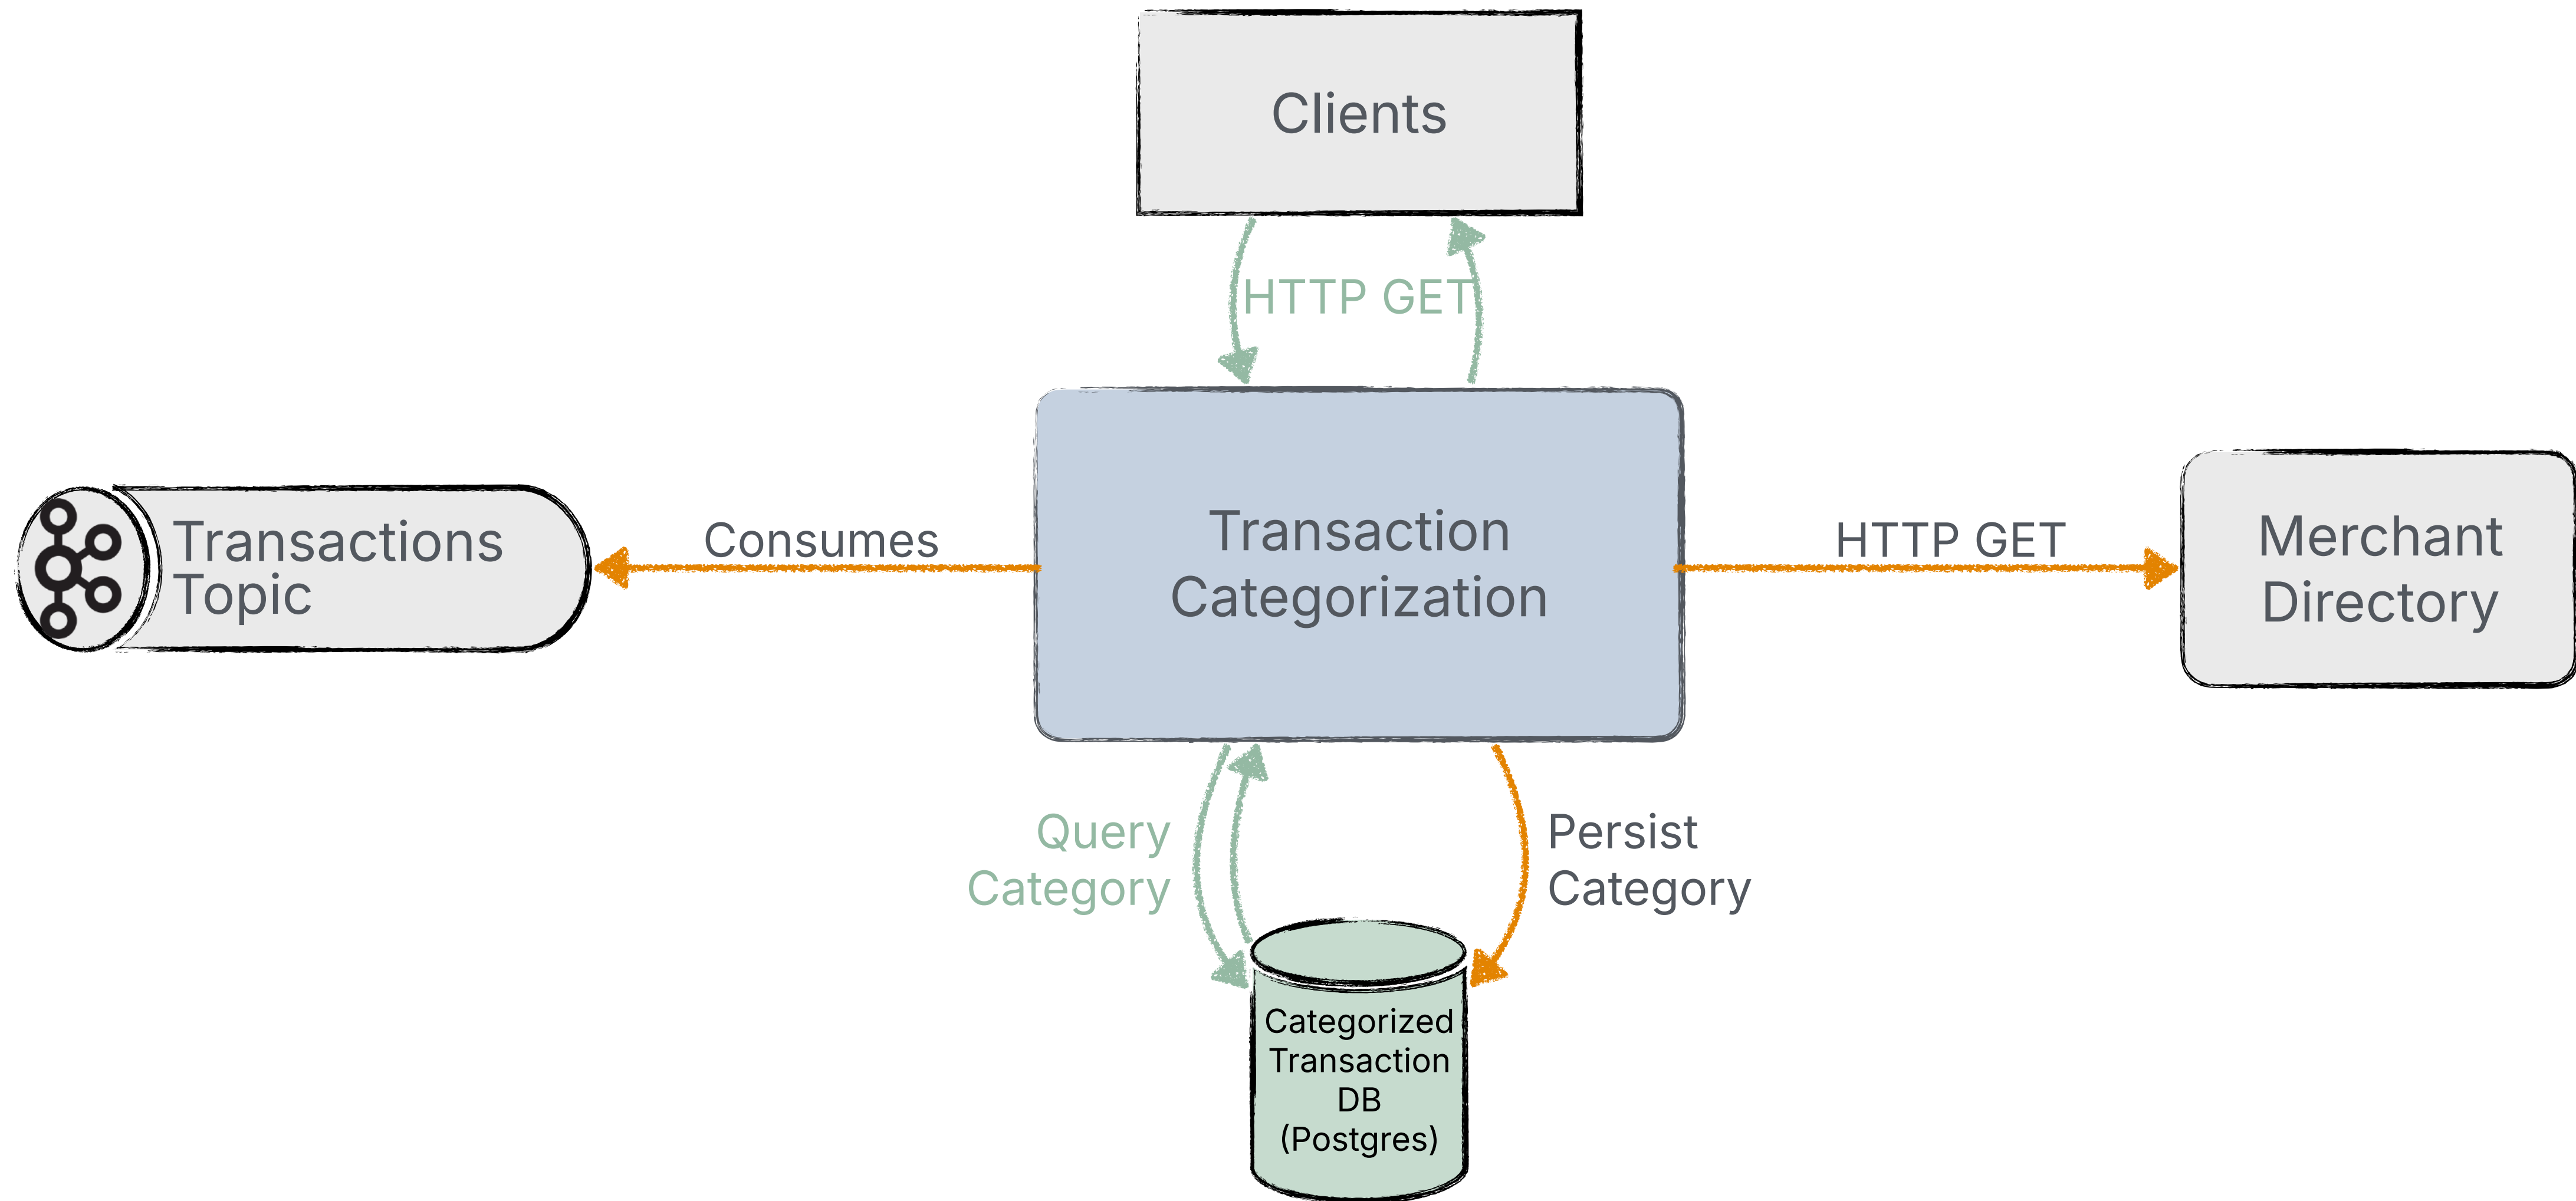 Clients
HTTP GET
Transactions
Topic
Consumes
Transaction
Categorization
HTTP GET
Merchant
Directory
Query
Category
Persist
Category
Categorized
Transaction
DB
(Postgres)